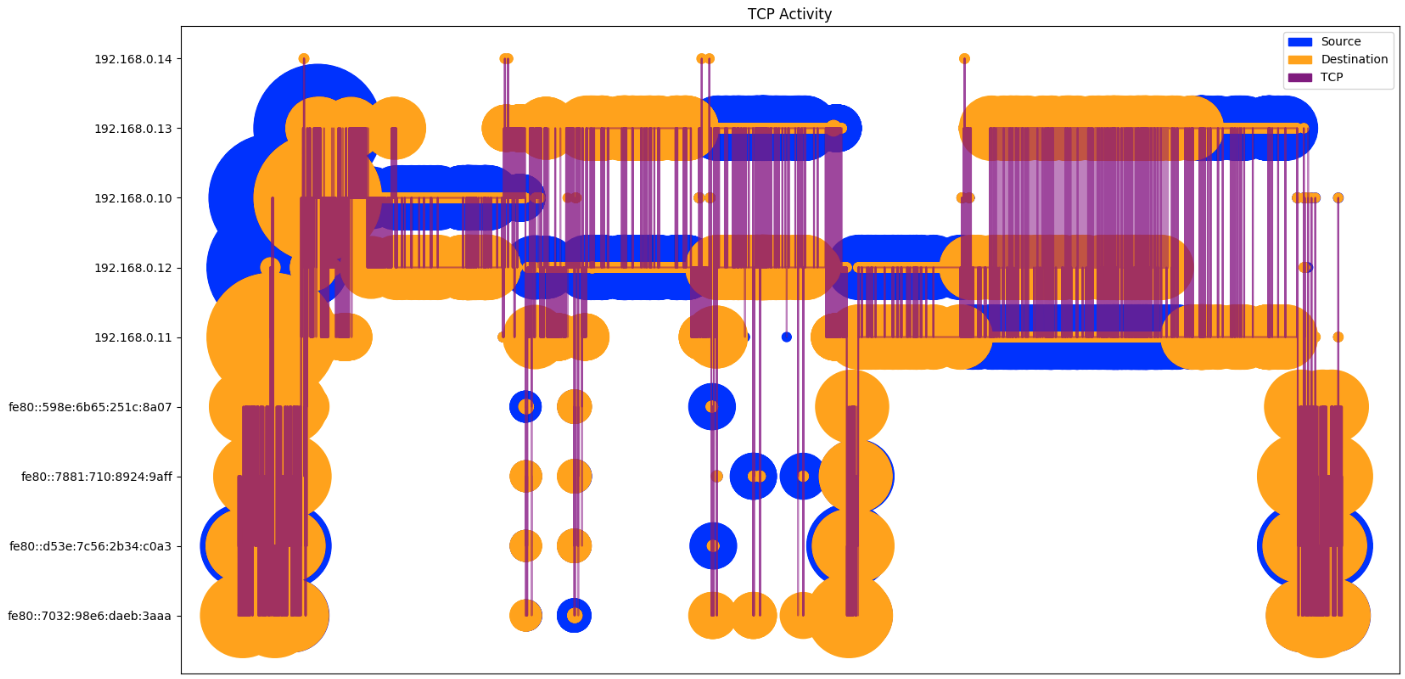 TCP Activity
Source
Destination
TCP
192.168.0.14
192.168.0.13
192.168.0.10
192.168.0.12
192.168.0.11
fe80::598e:6b65:251c:8a07
fe80::7881:710:8924:9aff
fe80::d53e:7c56:2b34:c0a3
fe80::7032:98e6:daeb:3aaa